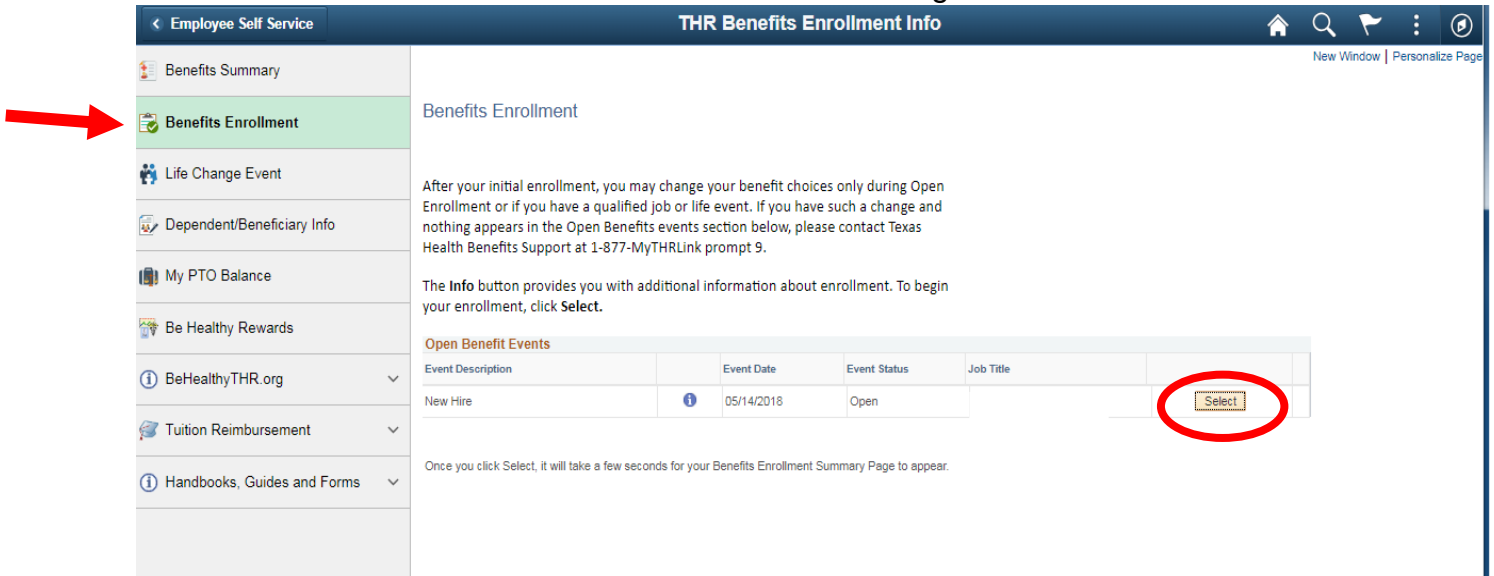 Employee Self Service
THR Benefits Enrollment Info
New Window | Personalize Page
Benefits Summary
Benefits Enrollment
Life Change Event
Dependent/Beneficiary Info
My PTO Balance
Be Healthy Rewards
BeHealthyTHR.org
Tuition Reimbursement
Handbooks, Guides and Forms
Benefits Enrollment
After your initial enrollment, you may change your benefit choices only during Open
Enrollment or if you have a qualified job or life event. If you have such a change and
nothing appears in the Open Benefits events section below, please contact Texas
Health Benefits Support at 1-877-MyTHRLink prompt 9.
The Info button provides you with additional information about enrollment. To begin
your enrollment, click Select.
Open Benefit Events
Event Description Event Date Event Status Job Title
New Hire 05/14/2018 Open Select
Once you click Select, it will take a few seconds for your Benefits Enrollment Summary Page to appear.